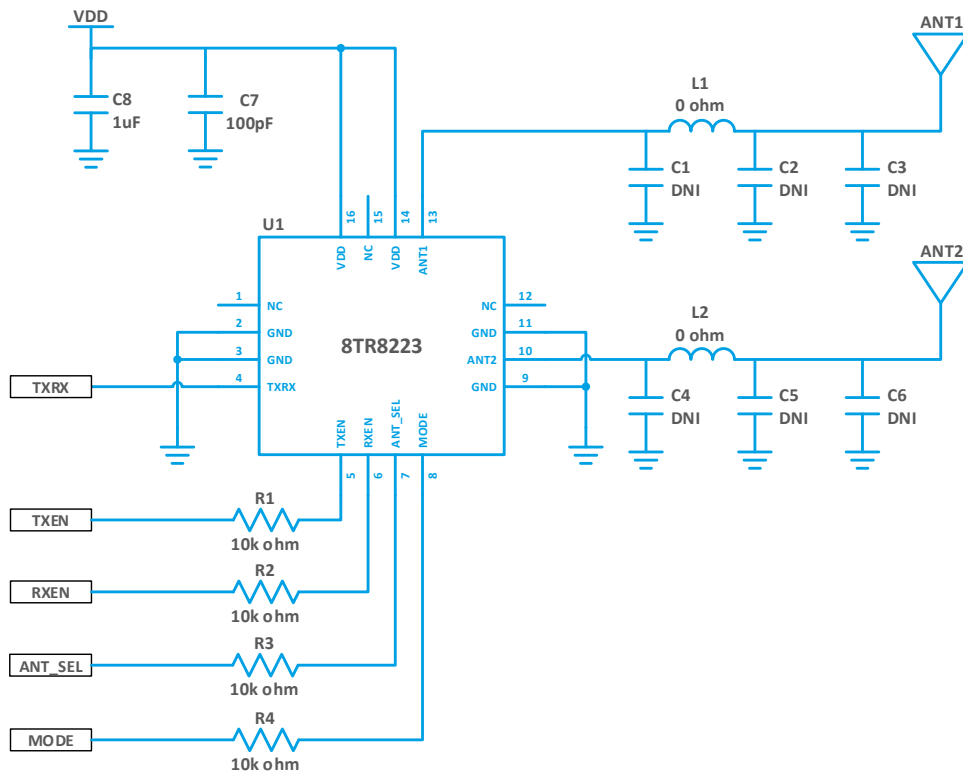 VDD
ANT1
C8
1uF
C7
100pF
L1
0 ohm
C1
DNI
C2
DNI
C3
DNI
U1
16
15
14
13
VDD
NC
VDD
ANT1
ANT2
1
NC
NC
12
2
GND
GND
11
8TR8223
3
GND
ANT2
10
4
TXRX
GND
9
TXRX
L2
0 ohm
C4
DNI
C5
DNI
C6
DNI
TXEN
RXEN
ANT_SEL
MODE
5
6
7
8
TXEN
R1
10k ohm
RXEN
R2
10k ohm
ANT_SEL
R3
10k ohm
MODE
R4
10k ohm